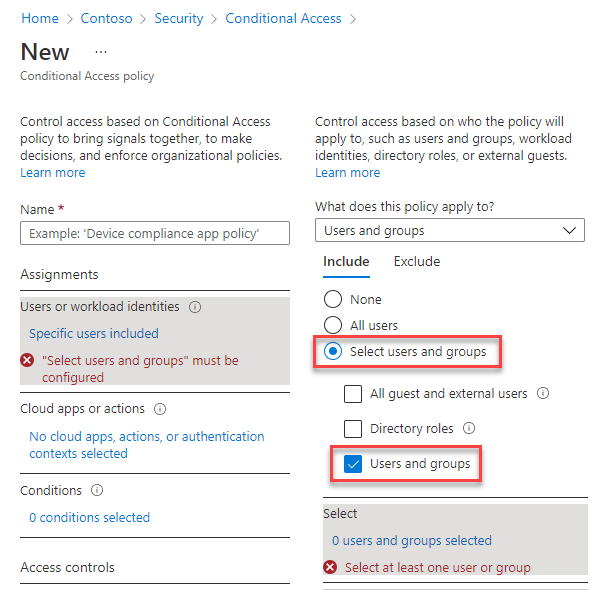 Home > Contoso > Security > Conditional Access >
New ...
Conditional Access policy
Control access based on Conditional Access
policy to bring signals together, to make
decisions, and enforce organizational policies.
Learn more
Name *
Example: 'Device compliance app policy'
Assignments
Users or workload identities
Specific users included
"Select users and groups" must be
configured
Cloud apps or actions
No cloud apps, actions, or authentication
contexts selected
Conditions
0 conditions selected
Access controls
Control access based on who the policy will
apply to, such as users and groups, workload
identities, directory roles, or external guests.
Learn more
What does this policy apply to?
Users and groups
Include Exclude
None
All users
Select users and groups
All guest and external users
Directory roles
Users and groups
Select
0 users and groups selected
Select at least one user or group